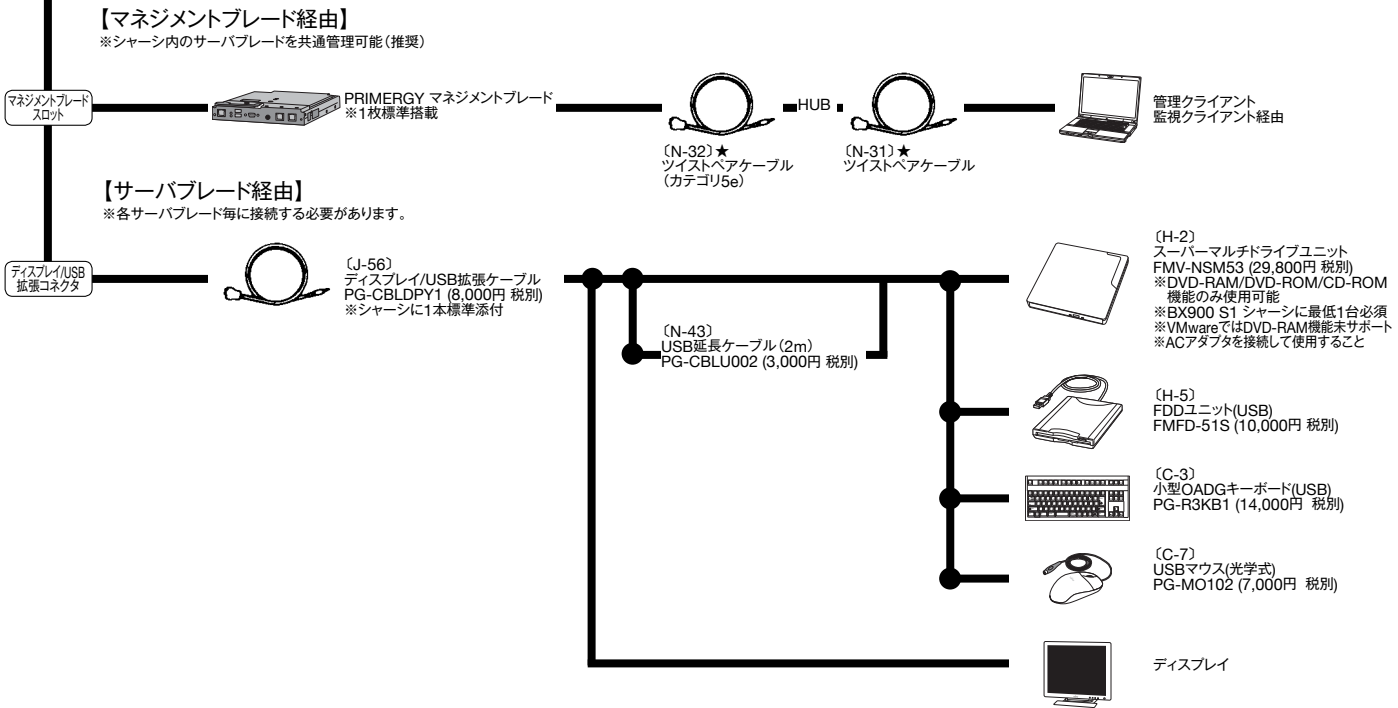 【マネジメントブレード経由】
※シャーシ内のサーバブレードを共通管理可能（推奨）
マネジメントブレード
スロット
PRIMERGY マネジメントブレード
※1枚標準搭載
〔N-32〕★
ツイストペアケーブル
（カテゴリ5e）
HUB
〔N-31〕★
ツイストペアケーブル
管理クライアント
監視クライアント経由
【サーバブレード経由】
※各サーバブレード毎に接続する必要があります。
ディスプレイ/USB
拡張コネクタ
〔J-56〕
ディスプレイ/USB拡張ケーブル
PG-CBLDPY1 (8,000円 税別)
※シャーシに1本標準添付
〔N-43〕
USB延長ケーブル（2m）
PG-CBLU002 (3,000円 税別)
〔H-2〕
スーパーマルチドライブユニット
FMV-NSM53 (29,800円 税別)
※DVD-RAM/DVD-ROM/CD-ROM
機能のみ使用可能
※BX900 S1 シャーシに最低1台必須
※VMwareではDVD-RAM機能未サポート
※ACアダプタを接続して使用すること
〔H-5〕
FDDユニット(USB)
FMFD-51S (10,000円 税別)
〔C-3〕
小型OADGキーボード(USB)
PG-R3KB1 (14,000円 税別)
〔C-7〕
USBマウス(光学式)
PG-MO102 (7,000円 税別)
ディスプレイ